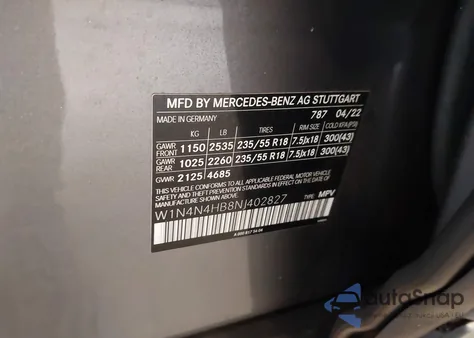 MFD BY MERCEDES-BENZ AG STUTTGART
MADE IN GERMANY 787 04/22
KG LB TIRES RIM SIZE COLD KPA(PSI)
GAWR FRONT 1150 2535 235/55 R18 7.5Jx18 300(43)
GAWR REAR 1025 2260 235/55 R18 7.5Jx18 300(43)
GVWR 2125 4685
THIS VEHICLE CONFORMS TO ALL APPLICABLE FEDERAL MOTOR VEHICLE
SAFETY, BUMPER, AND THEFT PREVENTION STANDARDS IN EFFECT ON THE DATE OF
MANUFACTURE SHOWN ABOVE.
W1N4N4HB8NJ402827 TYPE: MPV
AutoSnap